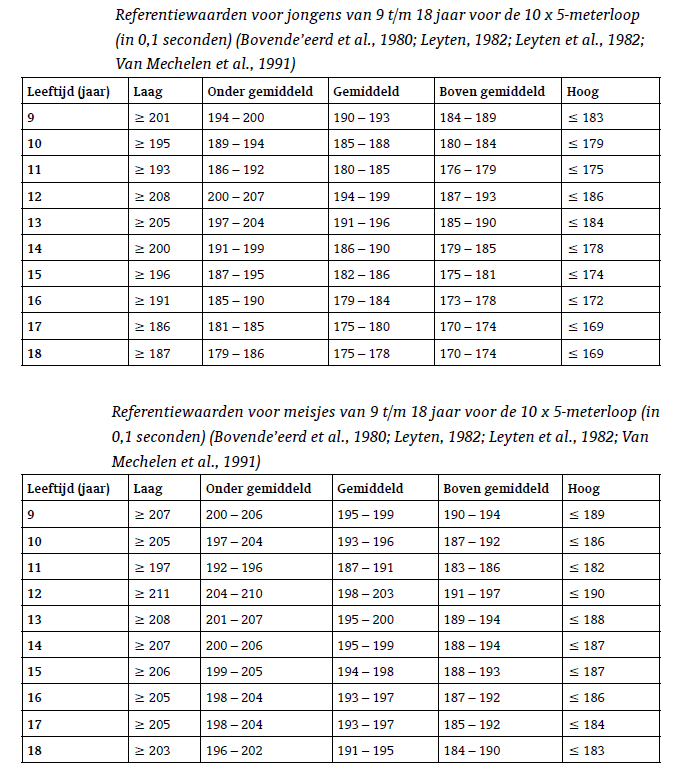 Referentiewaarden voor jongens van 9 t/m 18 jaar voor de 10 x 5-meterloop
(in 0,1 seconden) (Bovende’eerd et al., 1980; Leyten, 1982; Leyten et al., 1982;
Van Mechelen et al., 1991)
Leeftijd (jaar) Laag Onder gemiddeld Gemiddeld Boven gemiddeld Hoog
9 ≥ 201 194 – 200 190 – 193 184 – 189 ≤ 183
10 ≥ 195 189 – 194 185 – 188 180 – 184 ≤ 179
11 ≥ 193 186 – 192 180 – 185 176 – 179 ≤ 175
12 ≥ 208 200 – 207 194 – 199 187 – 193 ≤ 186
13 ≥ 205 197 – 204 191 – 196 185 – 190 ≤ 184
14 ≥ 200 191 – 199 186 – 190 179 – 185 ≤ 178
15 ≥ 196 187 – 195 182 – 186 175 – 181 ≤ 174
16 ≥ 191 185 – 190 179 – 184 173 – 178 ≤ 172
17 ≥ 186 181 – 185 175 – 180 170 – 174 ≤ 169
18 ≥ 187 179 – 186 175 – 178 170 – 174 ≤ 169
Referentiewaarden voor meisjes van 9 t/m 18 jaar voor de 10 x 5-meterloop (in
0,1 seconden) (Bovende’eerd et al., 1980; Leyten, 1982; Leyten et al., 1982; Van
Mechelen et al., 1991)
Leeftijd (jaar) Laag Onder gemiddeld Gemiddeld Boven gemiddeld Hoog
9 ≥ 207 200 – 206 195 – 199 190 – 194 ≤ 189
10 ≥ 205 197 – 204 193 – 196 187 – 192 ≤ 186
11 ≥ 197 192 – 196 187 – 191 183 – 186 ≤ 182
12 ≥ 211 204 – 210 198 – 203 191 – 197 ≤ 190
13 ≥ 208 201 – 207 195 – 200 189 – 194 ≤ 188
14 ≥ 207 200 – 206 195 – 199 188 – 194 ≤ 187
15 ≥ 206 199 – 205 194 – 198 188 – 193 ≤ 187
16 ≥ 205 198 – 204 193 – 197 187 – 192 ≤ 186
17 ≥ 205 198 – 204 193 – 197 185 – 192 ≤ 184
18 ≥ 203 196 – 202 191 – 195 184 – 190 ≤ 183